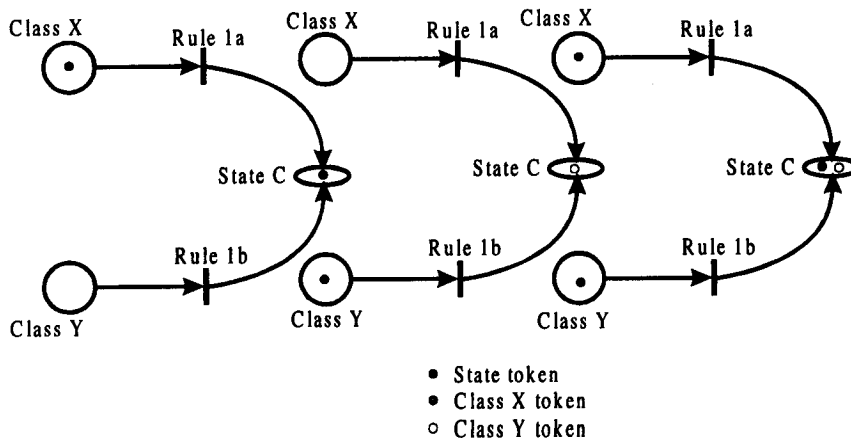 Class X
Rule 1a
State C
Rule 1b
Class Y
Class X
Rule 1a
State C
Rule 1b
Class Y
Class X
Rule 1a
State C
Rule 1b
Class Y
State token
Class X token
Class Y token